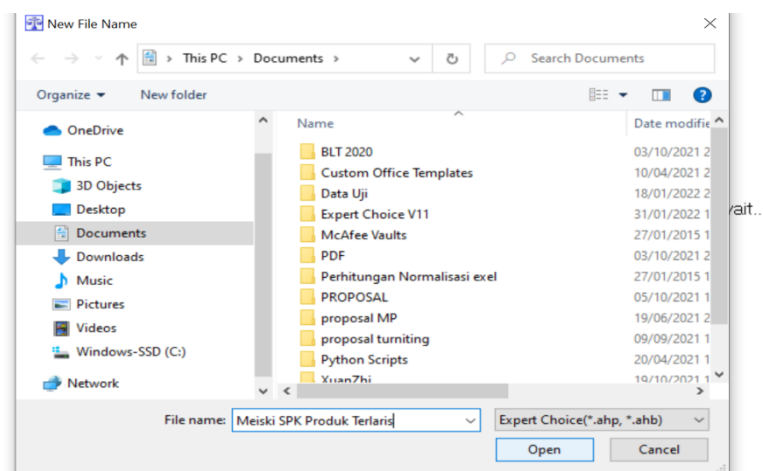 New File Name
This PC > Documents >
Search Documents
Organize
New folder
Name
Date modifie
OneDrive
This PC
3D Objects
Desktop
Documents
Downloads
Music
Pictures
Videos
Windows-SSD (C:)
Network
BLT 2020 03/10/2021 2
Custom Office Templates 10/04/2021 2
Data Uji 18/01/2022 2
Expert Choice V11 31/01/2022 1
McAfee Vaults 27/01/2015 1
PDF 03/10/2021 2
Perhitungan Normalisasi exel 27/01/2015 1
PROPOSAL 05/10/2021 1
proposal MP 19/06/2021 2
proposal turniting 09/09/2021 1
Python Scripts 20/04/2021 1
XuanZhi 19/10/2021 1
vait..
File name: Meiski SPK Produk Terlaris
Expert Choice(*.ahp, *.ahb)
Open
Cancel